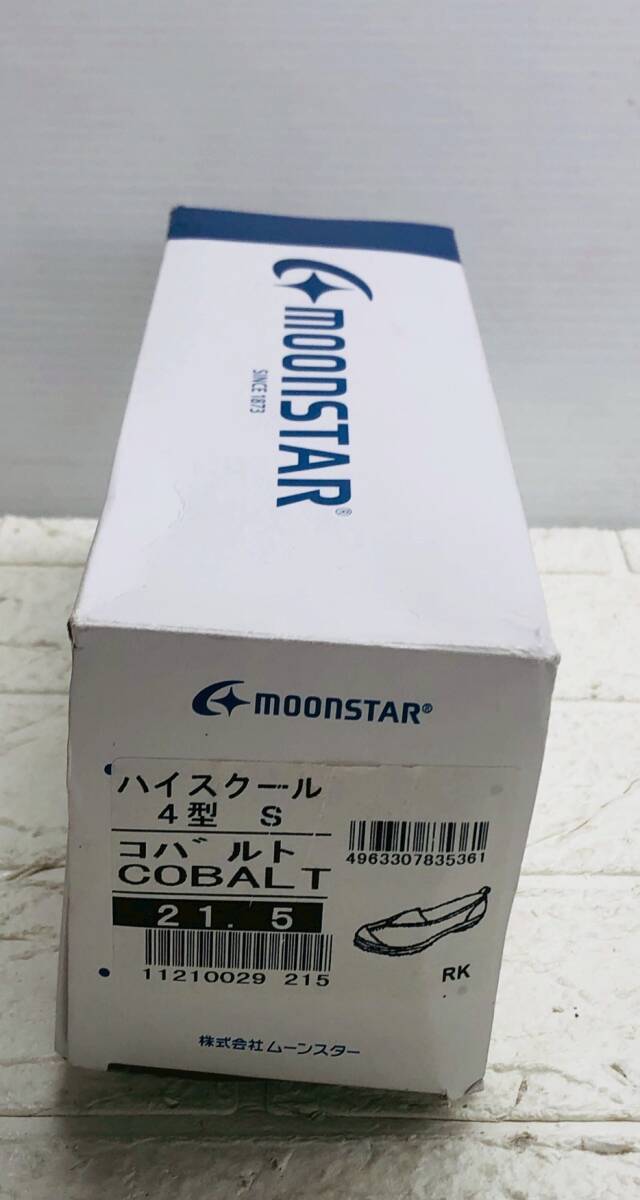 MOONSTAR®
SINCE 1873
MOONSTAR®
ハイスクール
4型 S
コバルト
COBALT
21.5
4963307835361
11210029 215
RK
株式会社ムーンスター